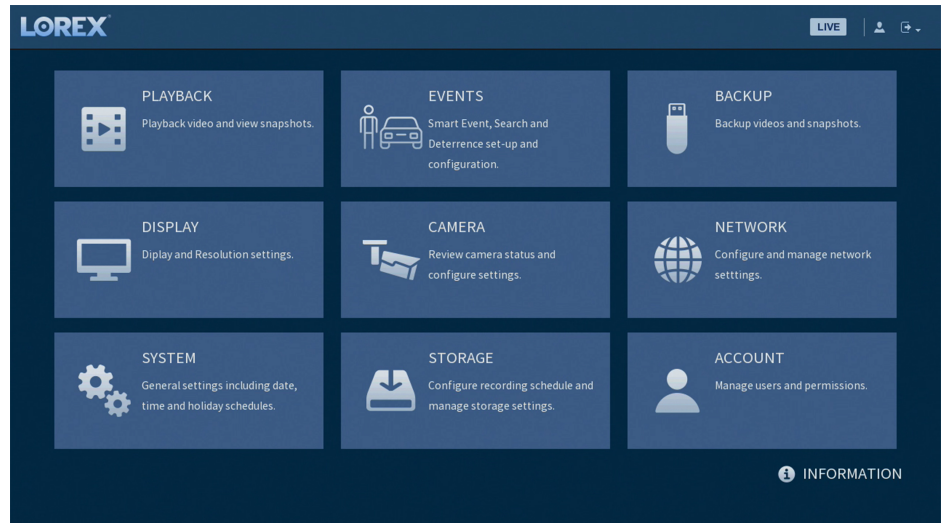 LOREX
LIVE
PLAYBACK
Playback video and view snapshots.
EVENTS
Smart Event, Search and
Deterrence set-up and
configuration.
BACKUP
Backup videos and snapshots.
DISPLAY
Diplay and Resolution settings.
CAMERA
Review camera status and
configure settings.
NETWORK
Configure and manage network
setttings.
SYSTEM
General settings including date,
time and holiday schedules.
STORAGE
Configure recording schedule and
manage storage settings.
ACCOUNT
Manage users and permissions.
INFORMATION